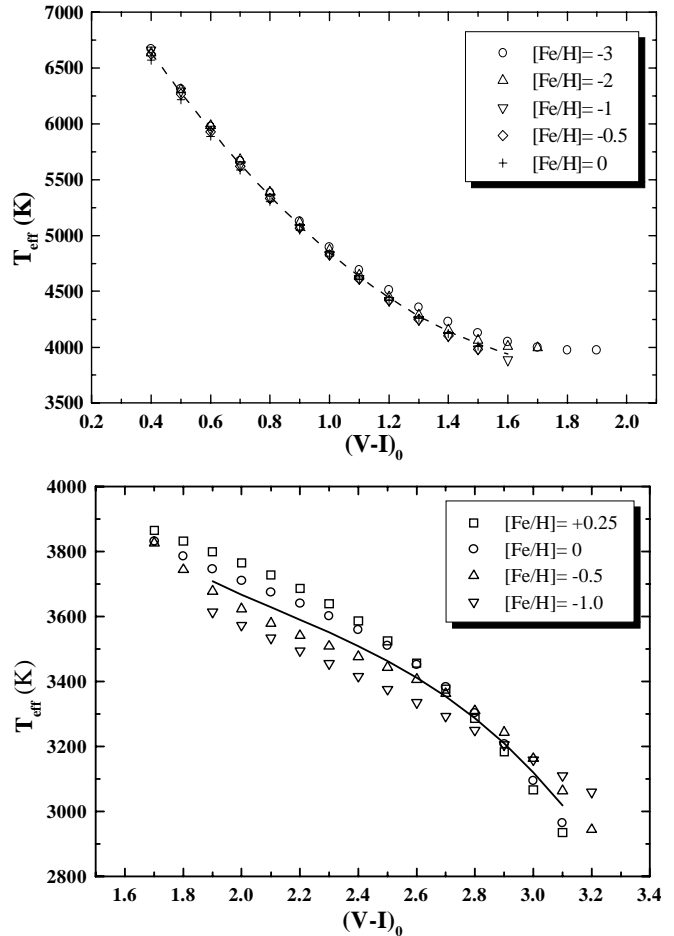 7000
6500
6000
5500
5000
4500
4000
3500
T_eff (K)
[Fe/H]= -3
[Fe/H]= -2
[Fe/H]= -1
[Fe/H]= -0.5
[Fe/H]= 0
0.2 0.4 0.6 0.8 1.0 1.2 1.4 1.6 1.8 2.0
(V-I)_0
4000
3800
3600
3400
3200
3000
2800
T_eff (K)
[Fe/H]= +0.25
[Fe/H]= 0
[Fe/H]= -0.5
[Fe/H]= -1.0
1.6 1.8 2.0 2.2 2.4 2.6 2.8 3.0 3.2 3.4
(V-I)_0